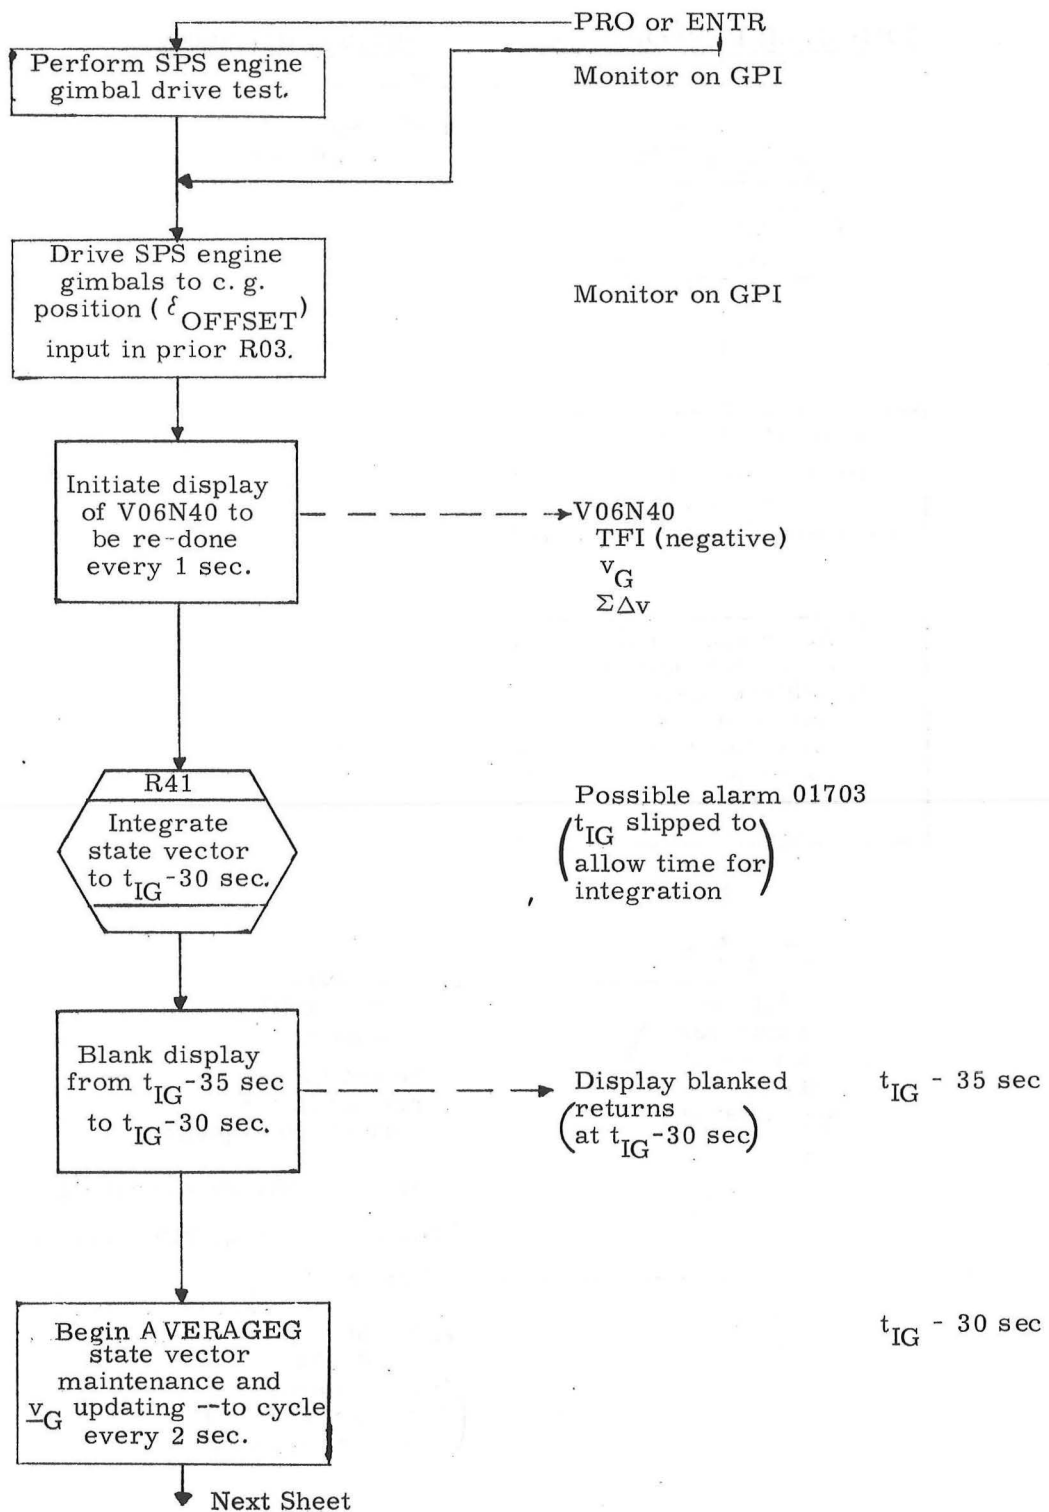 PRO or ENTR
Perform SPS engine
gimbal drive test.
Monitor on GPI
Drive SPS engine
gimbals to c. g.
position (δOFFSET)
input in prior R03.
Monitor on GPI
Initiate display
of V06N40 to
be re-done
every 1 sec.
V06N40
TFI (negative)
vG
ΣΔv
R41
Integrate
state vector
to tIG-30 sec.
Possible alarm 01703
(tIG slipped to
allow time for
integration)
Blank display
from tIG-35 sec
to tIG-30 sec.
Display blanked
(returns
at tIG-30 sec)
tIG - 35 sec
Begin AVERAGEG
state vector
maintenance and
vG updating --to cycle
every 2 sec.
tIG - 30 sec
Next Sheet